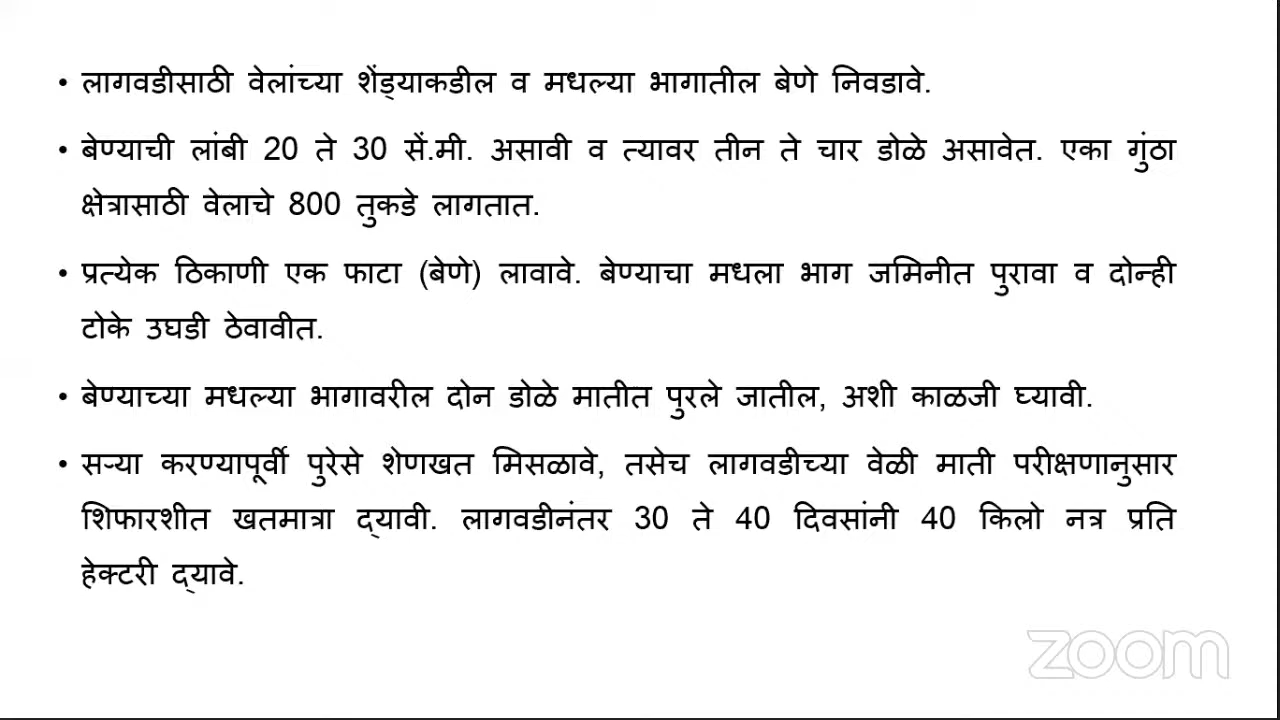 • लागवडीसाठी वेलांच्या शेंड्याकडील व मधल्या भागातील बेणे निवडावे.
• बेण्याची लांबी 20 ते 30 सें.मी. असावी व त्यावर तीन ते चार डोळे असावेत. एका गुंठा
क्षेत्रासाठी वेलाचे 800 तुकडे लागतात.
• प्रत्येक ठिकाणी एक फाटा (बेणे) लावावे. बेण्याचा मधला भाग जमिनीत पुरावा व दोन्ही
टोके उघडी ठेवावीत.
• बेण्याच्या मधल्या भागावरील दोन डोळे मातीत पुरले जातील, अशी काळजी घ्यावी.
• सऱ्या करण्यापूर्वी पुरेसे शेणखत मिसळावे, तसेच लागवडीच्या वेळी माती परीक्षणानुसार
शिफारशीत खतमात्रा द्यावी. लागवडीनंतर 30 ते 40 दिवसांनी 40 किलो नत्र प्रति
हेक्टरी द्यावे.
zoom